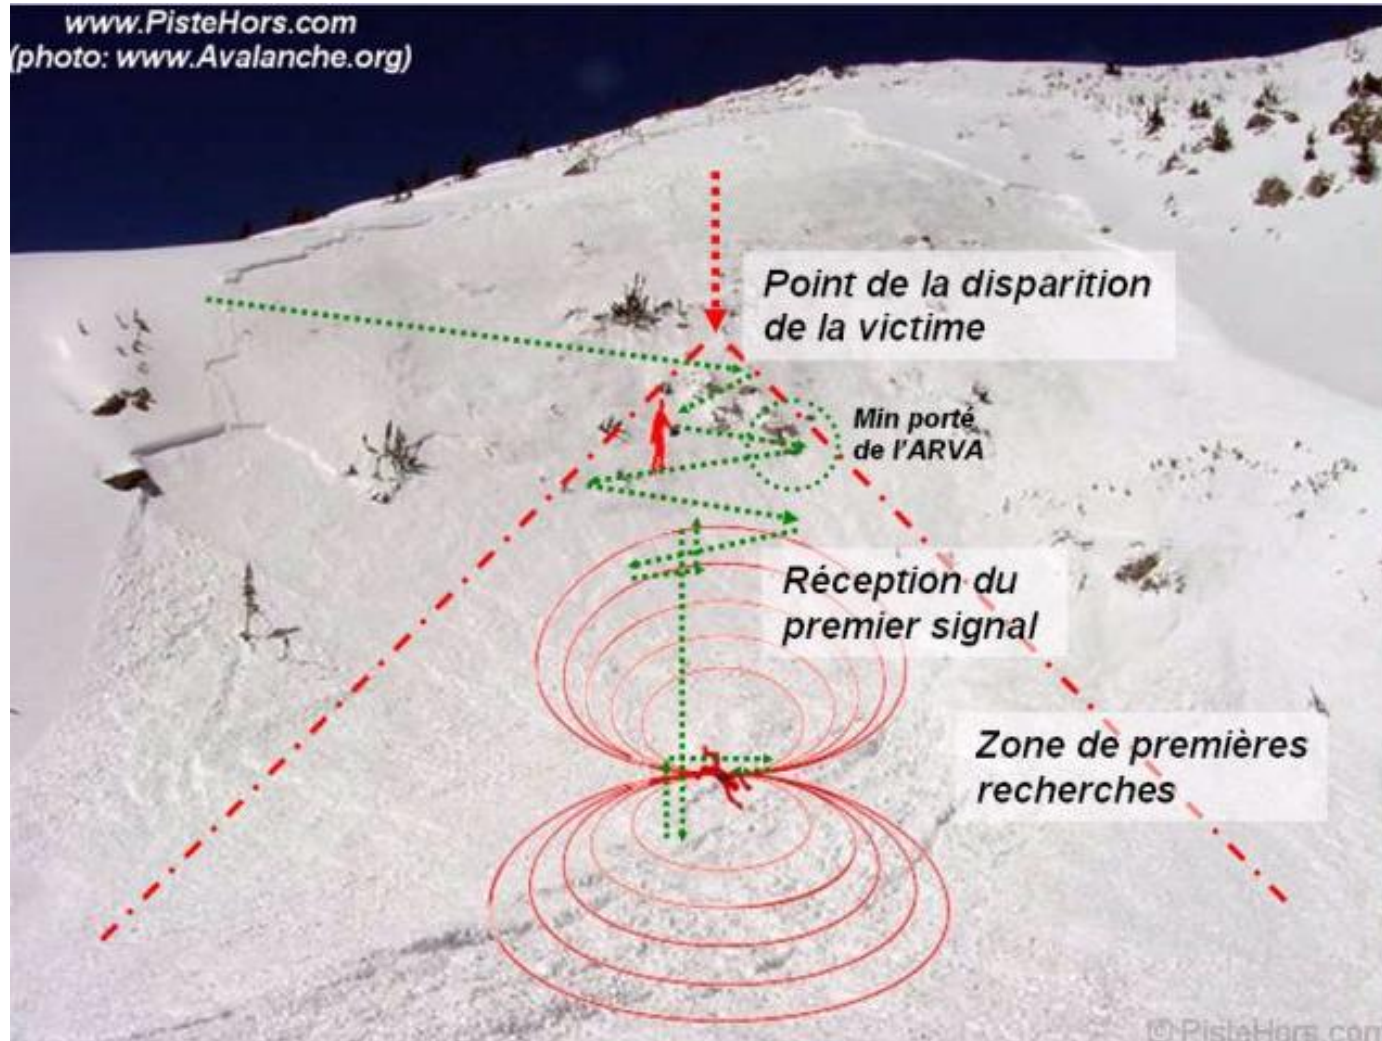 www.PisteHors.com
(photo: www.Avalanche.org)
Point de la disparition
de la victime
Min porté
de l'ARVA
Réception du
premier signal
Zone de premières
recherches
© PisteHors.com